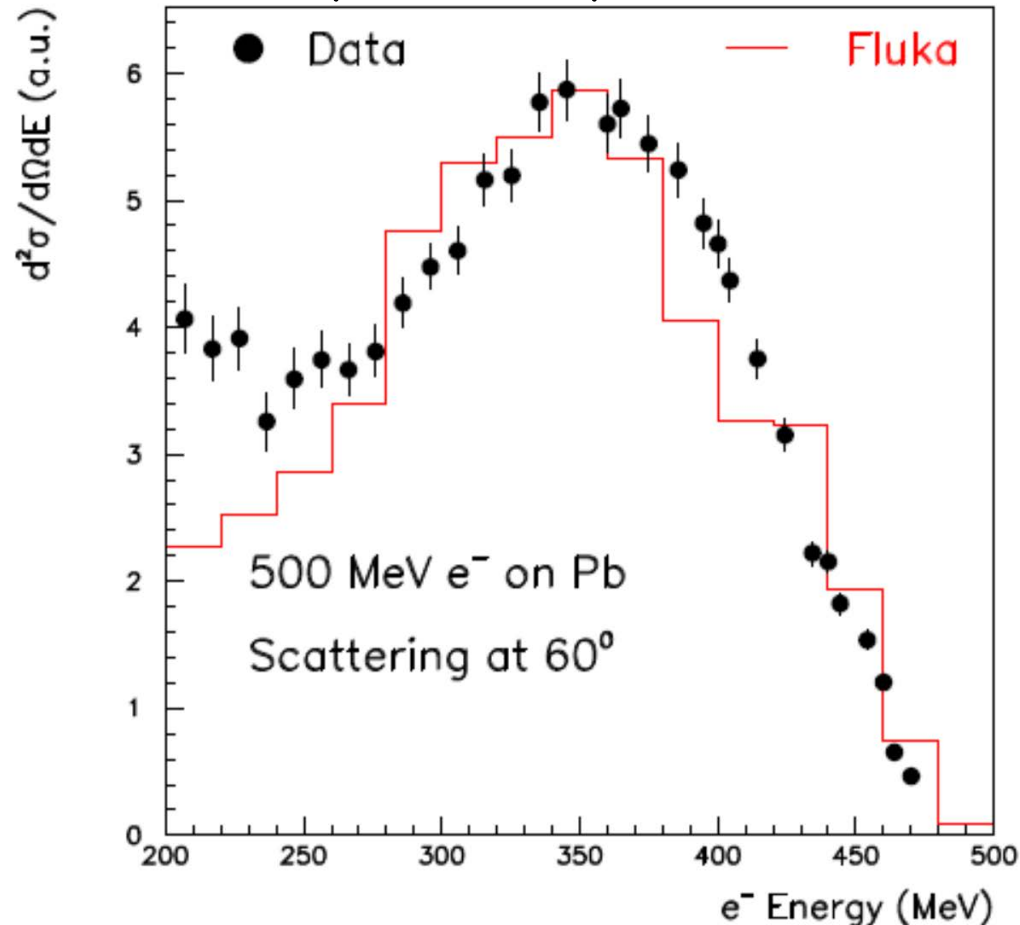 d²σ/dΩdE (a.u.)
Data
Fluka
6
5
4
3
2
1
0
500 MeV e⁻ on Pb
Scattering at 60⁰
200 250 300 350 400 450 500
e⁻ Energy (MeV)